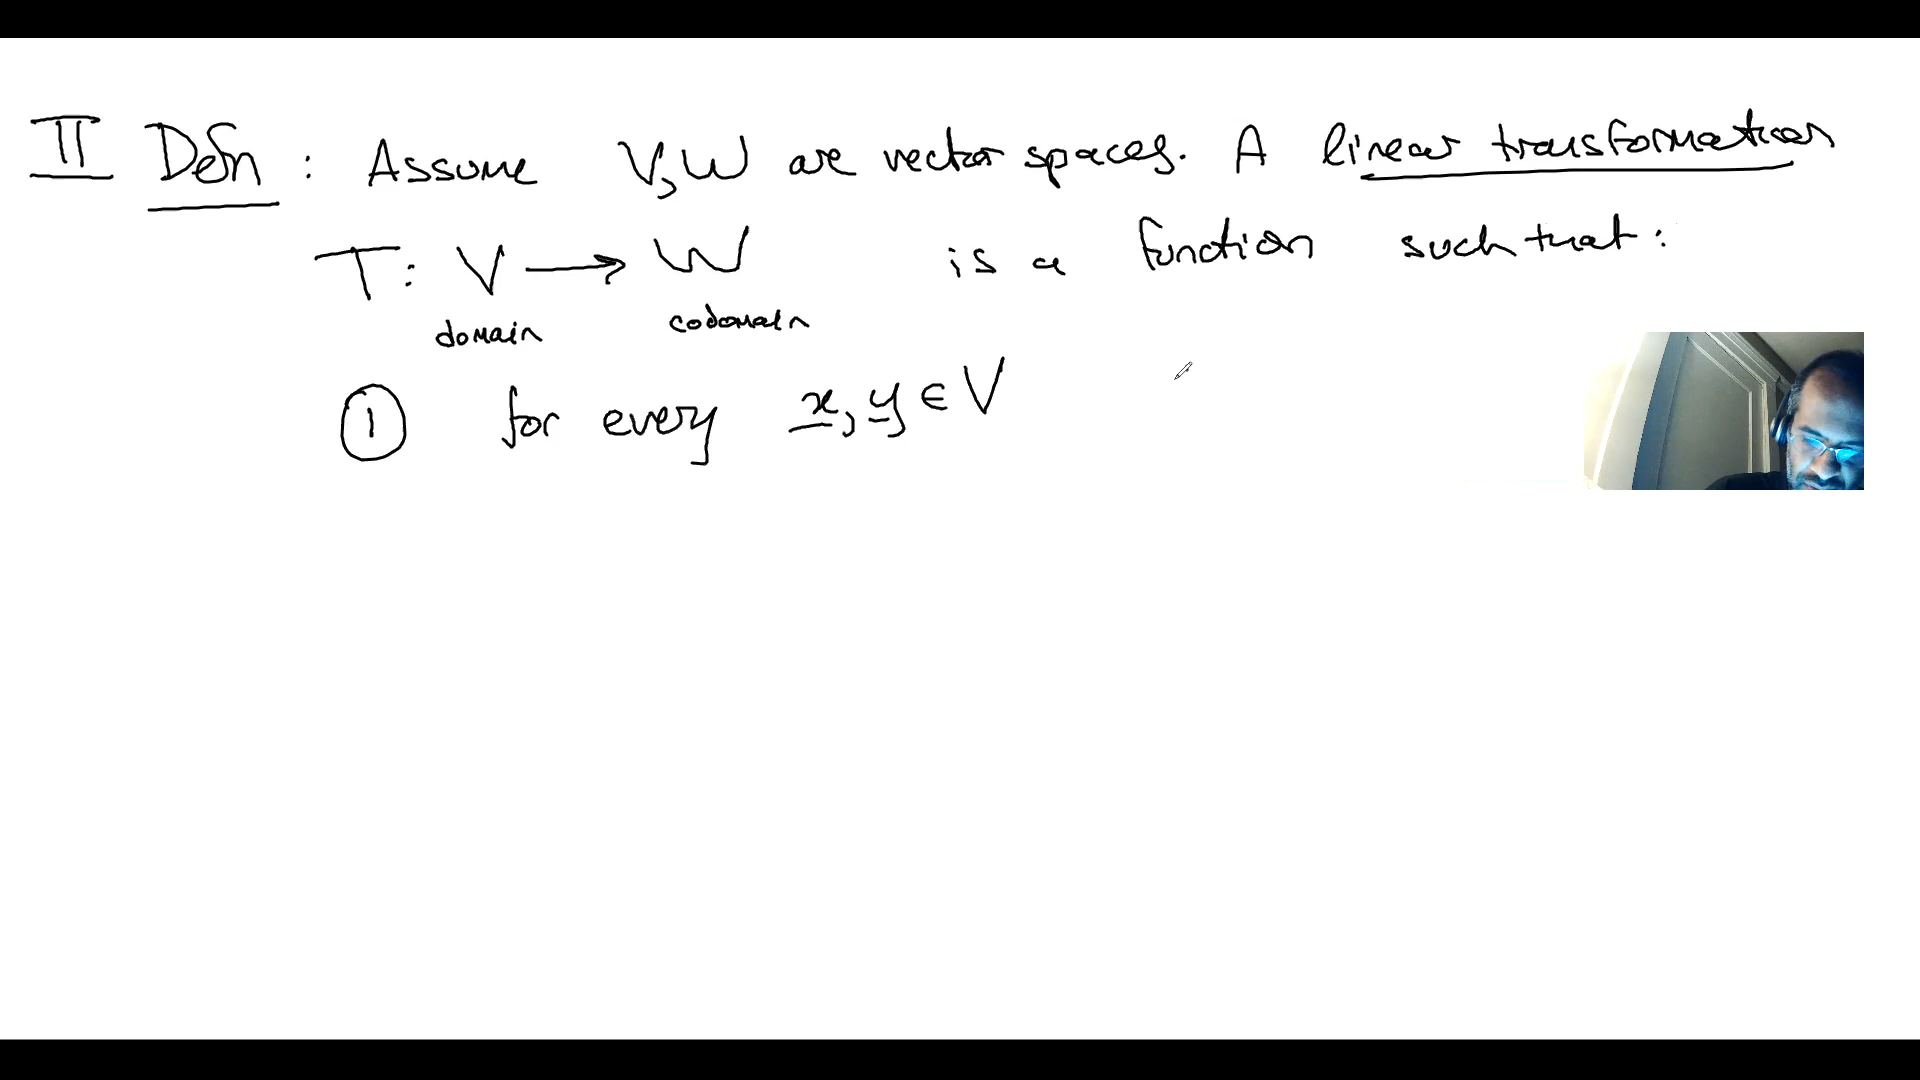 II Defn : Assume V, W are vector spaces. A linear transformation
T: V → W is a function such that:
domain codomain
① for every x, y ∈ V